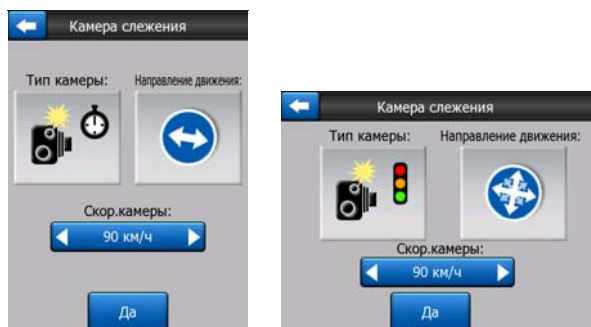 Камера слежения
Тип камеры: Направление движения:
Скор.камеры:
90 км/ч
Да
Камера слежения
Тип камеры: Направление движения:
Скор.камеры:
90 км/ч
Да